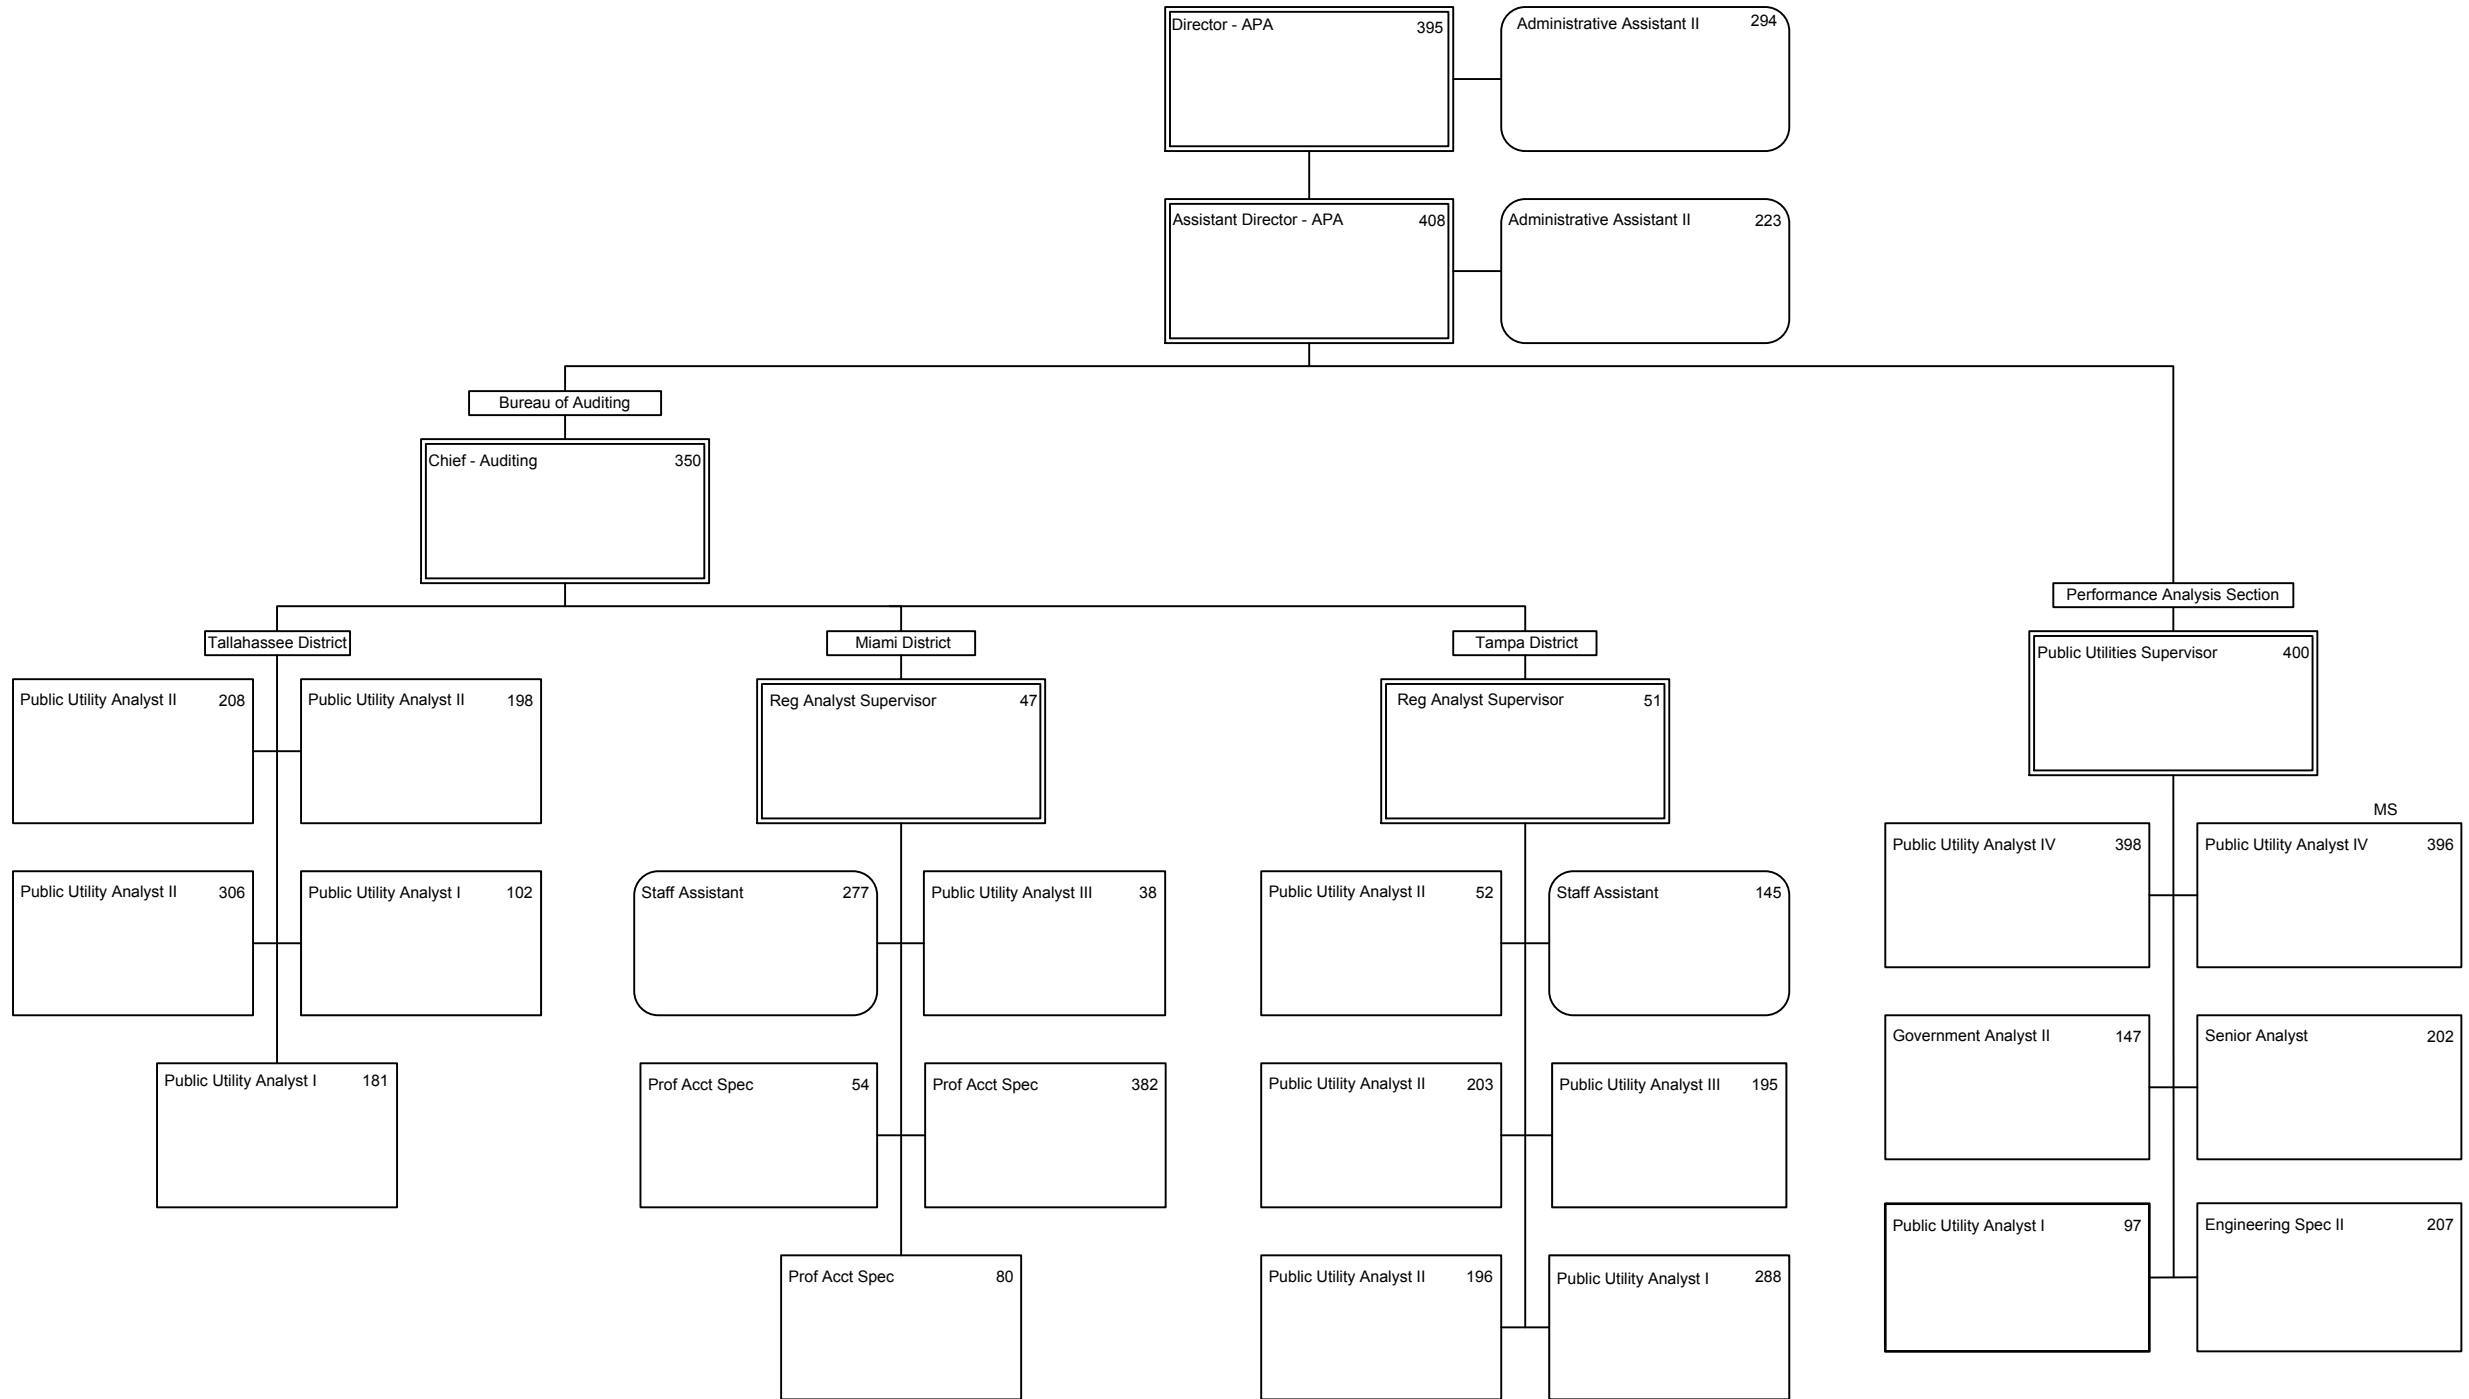 Director - APA 395
Administrative Assistant II 294
Assistant Director - APA 408
Administrative Assistant II 223
Bureau of Auditing
Chief - Auditing 350
Performance Analysis Section
Tallahassee District
Miami District
Tampa District
Public Utilities Supervisor 400
Public Utility Analyst II 208
Public Utility Analyst II 198
Reg Analyst Supervisor 47
Reg Analyst Supervisor 51
MS
Public Utility Analyst IV 398
Public Utility Analyst IV 396
Public Utility Analyst II 306
Public Utility Analyst I 102
Staff Assistant 277
Public Utility Analyst III 38
Public Utility Analyst II 52
Staff Assistant 145
Government Analyst II 147
Senior Analyst 202
Public Utility Analyst I 181
Prof Acct Spec 54
Prof Acct Spec 382
Public Utility Analyst II 203
Public Utility Analyst III 195
Public Utility Analyst I 97
Engineering Spec II 207
Prof Acct Spec 80
Public Utility Analyst II 196
Public Utility Analyst I 288